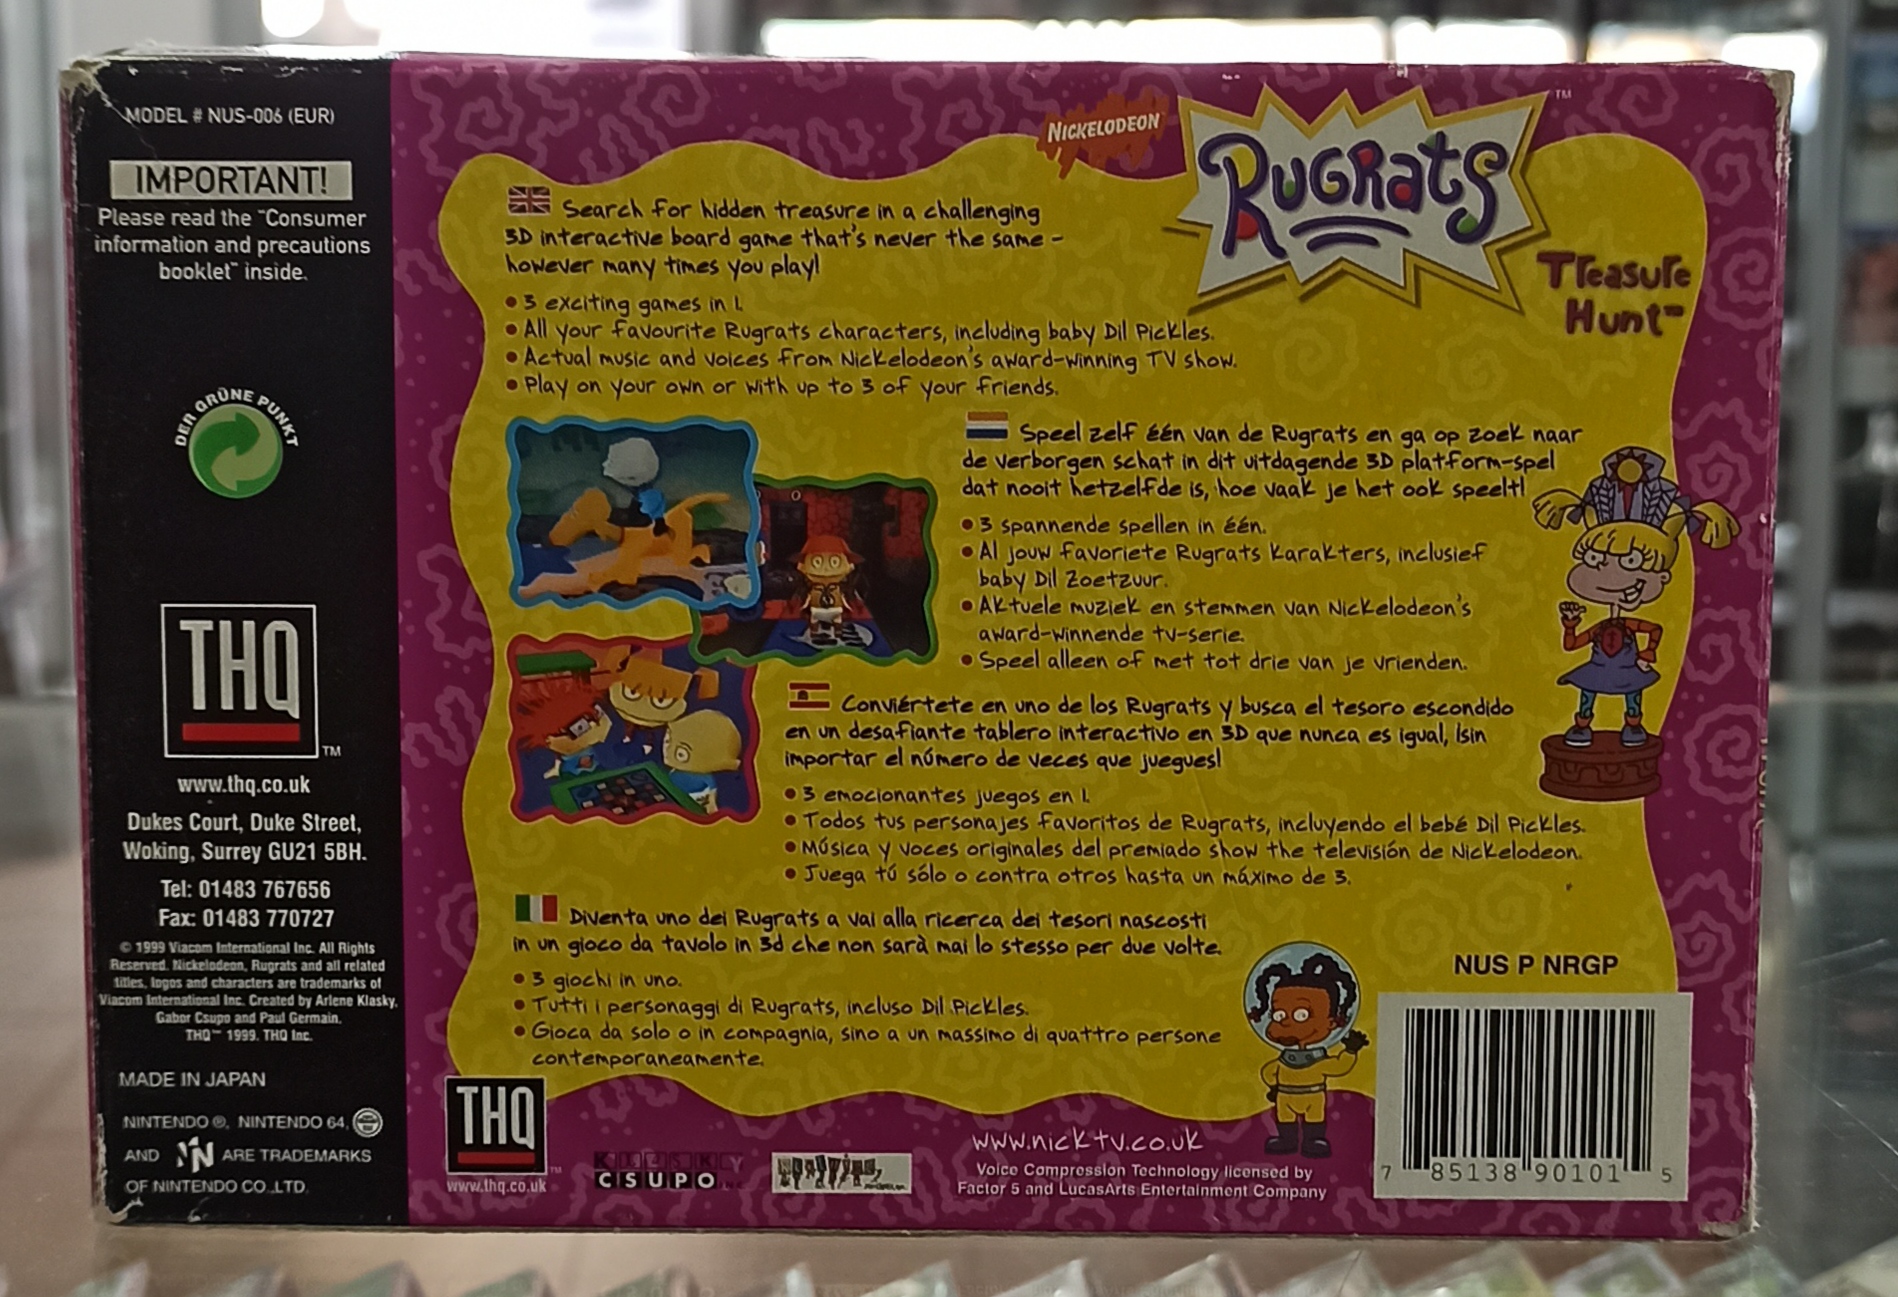 MODEL # NUS-006 (EUR)
IMPORTANT!
Please read the "Consumer
information and precautions
booklet" inside.
DER GRÜNE PUNKT
THQ
TM
www.thq.co.uk
Dukes Court, Duke Street,
Woking, Surrey GU21 5BH.
Tel: 01483 767656
Fax: 01483 770727
© 1999 Viacom International Inc. All Rights
Reserved. Nickelodeon, Rugrats and all related
titles, logos and characters are trademarks of
Viacom International Inc. Created by Arlene Klasky,
Gabor Csupo and Paul Germain.
THQ™ 1999. THQ Inc.
MADE IN JAPAN
NINTENDO ®, NINTENDO 64,
AND N ARE TRADEMARKS
OF NINTENDO CO.,LTD.
NICKELODEON
RUGRATS
TM
Treasure
Hunt™
Search for hidden treasure in a challenging
3D interactive board game that's never the same -
however many times you play!
• 3 exciting games in 1.
• All your favourite Rugrats characters, including baby Dil Pickles.
• Actual music and voices from Nickelodeon's award-winning TV show.
• Play on your own or with up to 3 of your friends.
Speel zelf één van de Rugrats en ga op zoek naar
de verborgen schat in dit uitdagende 3D platform-spel
dat nooit hetzelfde is, hoe vaak je het ook speelt!
• 3 spannende spellen in één.
• Al jouw favoriete Rugrats karakters, inclusief
baby Dil Zoetzuur.
• Aktuele muziek en stemmen van Nickelodeon's
award-winnende tv-serie.
• Speel alleen of met tot drie van je vrienden.
Conviértete en uno de los Rugrats y busca el tesoro escondido
en un desafiante tablero interactivo en 3D que nunca es igual, ¡sin
importar el número de veces que juegues!
• 3 emocionantes juegos en 1.
• Todos tus personajes favoritos de Rugrats, incluyendo el bebé Dil Pickles.
• Música y voces originales del premiado show the televisión de Nickelodeon.
• Juega tú sólo o contra otros hasta un máximo de 3.
Diventa uno dei Rugrats a vai alla ricerca dei tesori nascosti
in un gioco da tavolo in 3d che non sarà mai lo stesso per due volte.
• 3 giochi in uno.
• Tutti i personaggi di Rugrats, incluso Dil Pickles.
• Gioca da solo o in compagnia, sino a un massimo di quattro persone
contemporaneamente.
NUS P NRGP
THQ
TM
www.thq.co.uk
KLASKY
CSUPO
www.nicktv.co.uk
Voice Compression Technology licensed by
Factor 5 and LucasArts Entertainment Company
7 85138 90101 5